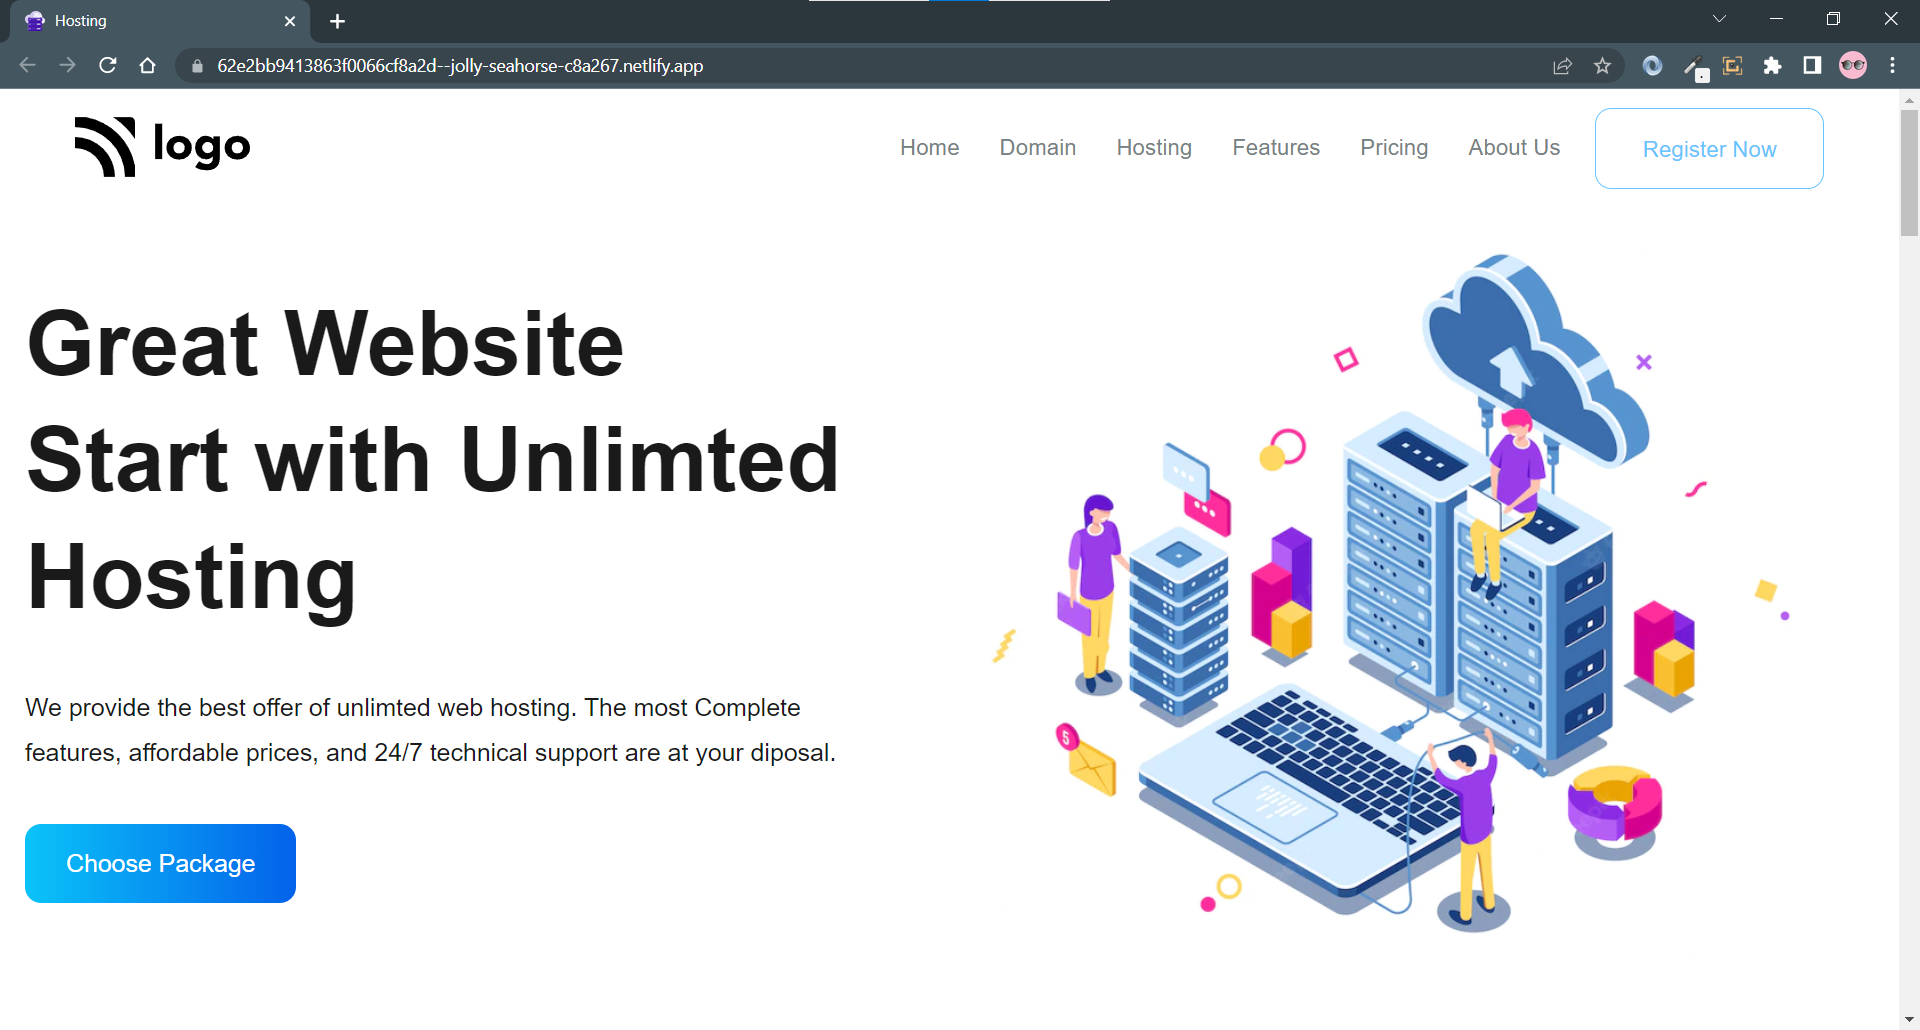 Hosting
62e2bb9413863f0066cf8a2d--jolly-seahorse-c8a267.netlify.app
logo
Home Domain Hosting Features Pricing About Us Register Now
Great Website
Start with Unlimted
Hosting
We provide the best offer of unlimted web hosting. The most Complete
features, affordable prices, and 24/7 technical support are at your diposal.
Choose Package
5